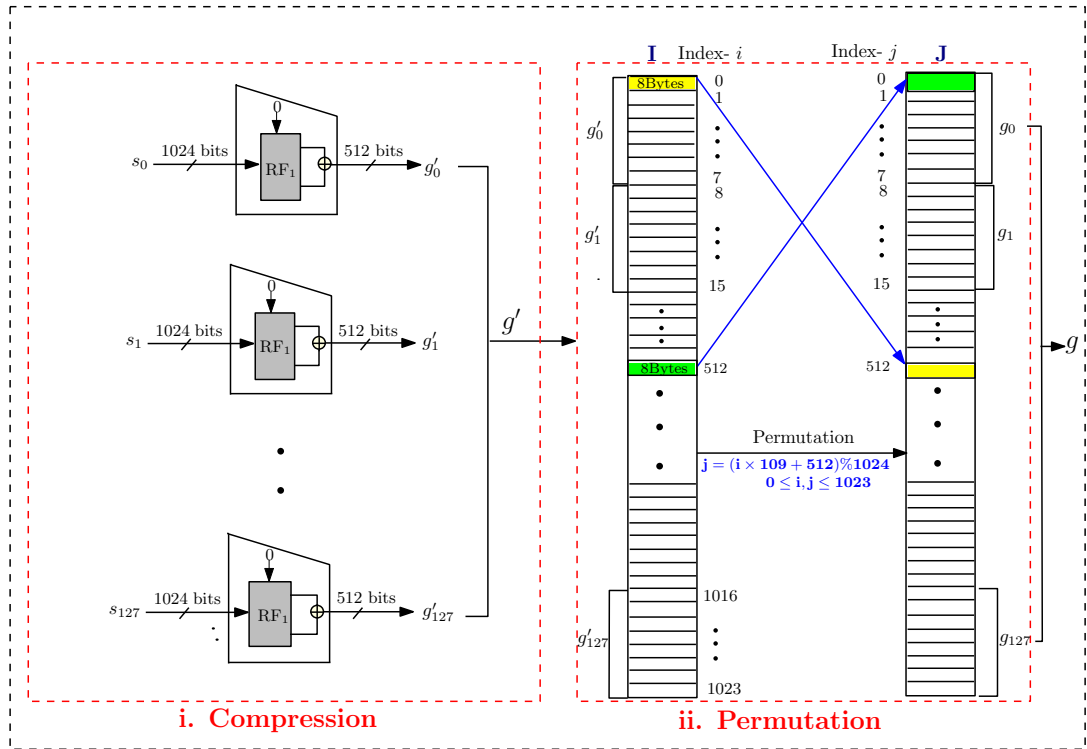 0
s₀ 1024 bits RF₁ 512 bits g′₀
0
s₁ 1024 bits RF₁ 512 bits g′₁
g′
0
s₁₂₇ 1024 bits RF₁ 512 bits g′₁₂₇
i. Compression
I Index- i Index- j J
8Bytes 0 0
1 1
g′₀ g₀
7 7
8 8
g′₁ g₁
15 15
8Bytes 512 512
g
Permutation
j = (i × 109 + 512)%1024
0 ≤ i, j ≤ 1023
1016
g′₁₂₇ g₁₂₇
1023
ii. Permutation